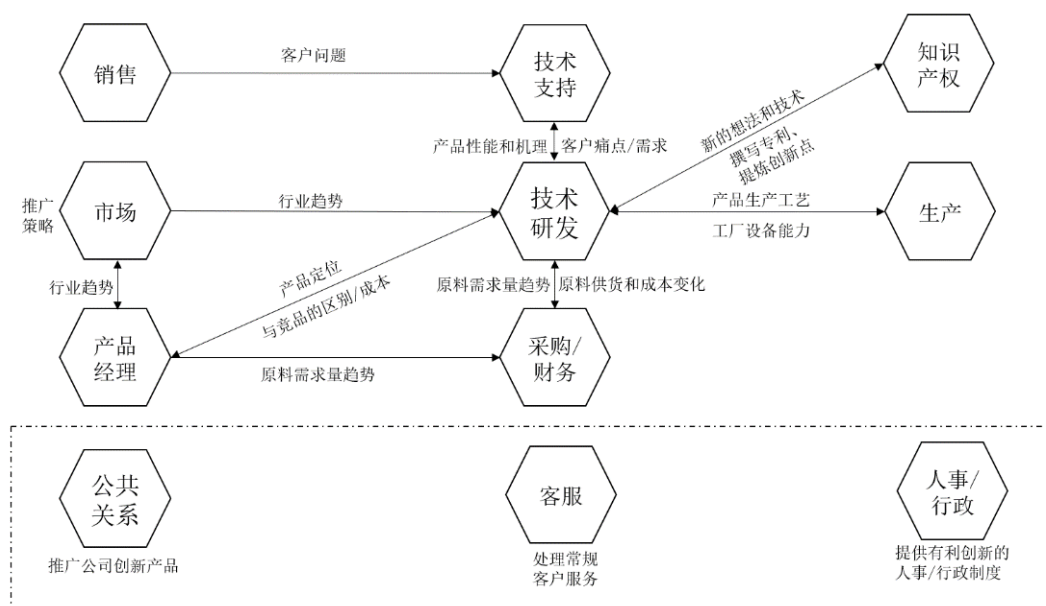 销售
客户问题
技术
支持
知识
产权
产品性能和机理
客户痛点/需求
新的想法和技术
撰写专利、
提炼创新点
推广
策略
市场
行业趋势
技术
研发
产品生产工艺
工厂设备能力
生产
行业趋势
产品定位
与竞品的区别/成本
原料需求量趋势
原料供货和成本变化
产品
经理
原料需求量趋势
采购/
财务
公共
关系
推广公司创新产品
客服
处理常规
客户服务
人事/
行政
提供有利创新的
人事/行政制度